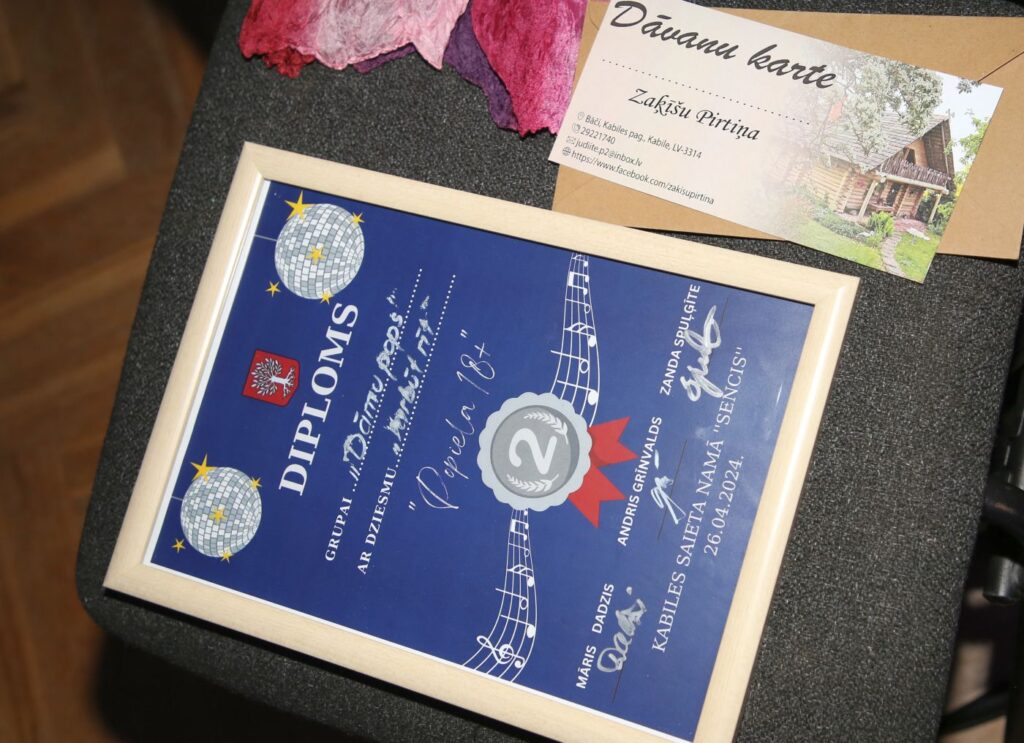 Dāvanu karte
Zaķīšu Pirtiņa
Bāči, Kabiles pag., Kabile, LV-3314
29221740
judlite.p2@inbox.lv
https://www.facebook.com/zakisupirtina
DIPLOMS
GRUPAI "Dāmu pops"
AR DZIESMU
"Popiela 18+"
2
MĀRIS DADZIS ANDRIS GRĪNVALDS ZANDA SPUĻĢĪTE
KABILES SAIETA NAMĀ "SENCIS"
26.04.2024.